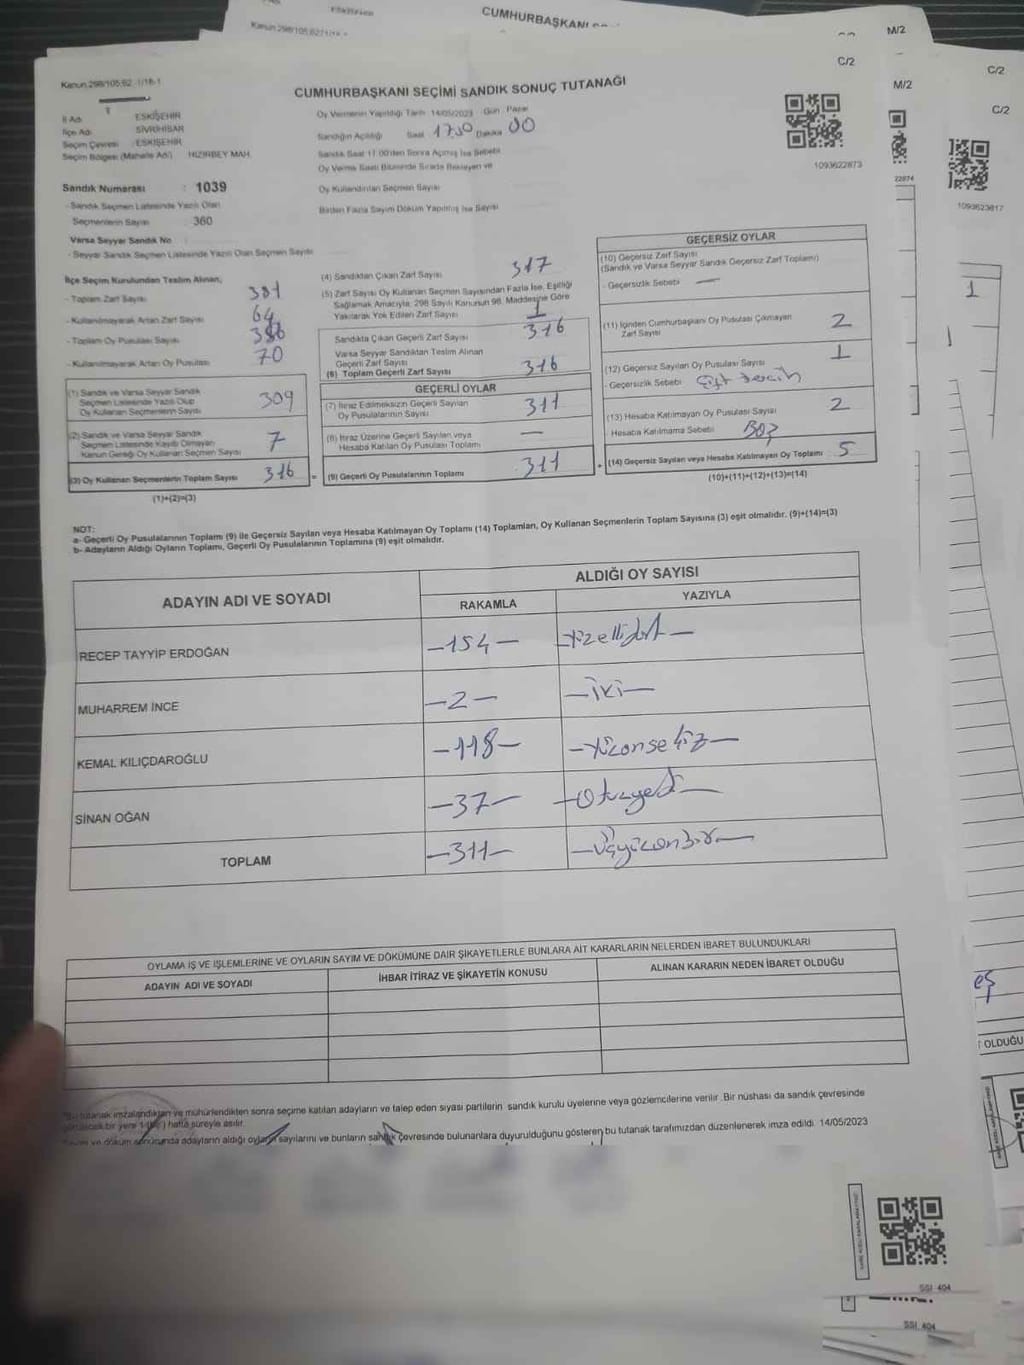 CUMHURBAŞKANI
M/2
C/2
Kanun 298/105,62 -1/18-1
CUMHURBAŞKANI SEÇİMİ SANDIK SONUÇ TUTANAĞI
İl Adı : ESKİŞEHİR
İlçe Adı SİVRİHİSAR
Seçim Çevresi : ESKİŞEHİR
Seçim Bölgesi (Mahalle Adı) HIZIRBEY MAH.
Oy Vermenin Yapıldığı Tarih 14/05/2023 Gün Pazar
Sandığın Açıldığı Saat 17:30 Dakika 00
Sandık Saat 17:00'den Sonra Açılmış İse Sebebi
Oy Verme Saati Bitiminde Sırada Bekleyen ve
Oy Kullandırılan Seçmen Sayısı
Birden Fazla Sayım Döküm Yapılmış İse Sayısı
1093622873
Sandık Numarası : 1039
- Sandık Seçmen Listesinde Yazılı Olan
Seçmenlerin Sayısı : 360
Varsa Seyyar Sandık No
- Seyyar Sandık Seçmen Listesinde Yazılı Olan Seçmen Sayısı
İlçe Seçim Kurulundan Teslim Alınan;
- Toplam Zarf Sayısı 381
- Kullanılmayarak Artan Zarf Sayısı 64
- Toplam Oy Pusulası Sayısı
- Kullanılmayarak Artan Oy Pusulası 70
(1) Sandık ve Varsa Seyyar Sandık
Seçmen Listesinde Yazılı Olup
Oy Kullanan Seçmenlerin Sayısı 309
(2) Sandık ve Varsa Seyyar Sandık
Seçmen Listesinde Kayıtlı Olmayan
Kanun Gereği Oy Kullanan Seçmen Sayısı 7
(3) Oy Kullanan Seçmenlerin Toplam Sayısı 316
(1)+(2)=(3)
(4) Sandıktan Çıkan Zarf Sayısı 317
(5) Zarf Sayısı Oy Kullanan Seçmen Sayısından Fazla İse, Eşitliği
Sağlamak Amacıyla, 298 Sayılı Kanunun 98. Maddesine Göre
Yakılarak Yok Edilen Zarf Sayısı 1
Sandıkta Çıkan Geçerli Zarf Sayısı 316
Varsa Seyyar Sandıktan Teslim Alınan
Geçerli Zarf Sayısı
(6) Toplam Geçerli Zarf Sayısı 316
GEÇERLİ OYLAR
(7) İtiraz Edilmeksizin Geçerli Sayılan
Oy Pusulalarının Sayısı 311
(8) İtiraz Üzerine Geçerli Sayılan veya
Hesaba Katılan Oy Pusulası Toplamı —
(9) Geçerli Oy Pusulalarının Toplamı 311
GEÇERSİZ OYLAR
(10) Geçersiz Zarf Sayısı
(Sandık ve Varsa Seyyar Sandık Geçersiz Zarf Toplamı)
- Geçersizlik Sebebi —
(11) İçinden Cumhurbaşkanı Oy Pusulası Çıkmayan
Zarf Sayısı 2
(12) Geçersiz Sayılan Oy Pusulası Sayısı 1
- Geçersizlik Sebebi Çift tercih
(13) Hesaba Katılmayan Oy Pusulası Sayısı 2
Hesaba Katılmama Sebebi BOŞ
(14) Geçersiz Sayılan veya Hesaba Katılmayan Oy Toplamı 5
(10)+(11)+(12)+(13)=(14)
NOT:
a- Geçerli Oy Pusulalarının Toplamı (9) ile Geçersiz Sayılan veya Hesaba Katılmayan Oy Toplamı (14) Toplamları, Oy Kullanan Seçmenlerin Toplam Sayısına (3) eşit olmalıdır. (9)+(14)=(3)
b- Adayların Aldığı Oyların Toplamı, Geçerli Oy Pusulalarının Toplamına (9) eşit olmalıdır.
ADAYIN ADI VE SOYADI
ALDIĞI OY SAYISI
RAKAMLA YAZIYLA
RECEP TAYYİP ERDOĞAN -154- yüzellidört-
MUHARREM İNCE -2- -iki-
KEMAL KILIÇDAROĞLU -118- -Yüzonsekiz-
SİNAN OĞAN -37- -Otuzyedi-
TOPLAM -311- -Üçyüzonbir-
OYLAMA İŞ VE İŞLEMLERİNE VE OYLARIN SAYIM VE DÖKÜMÜNE DAİR ŞİKAYETLERLE BUNLARA AİT KARARLARIN NELERDEN İBARET BULUNDUKLARI
ADAYIN ADI VE SOYADI İHBAR İTİRAZ VE ŞİKAYETİN KONUSU ALINAN KARARIN NEDEN İBARET OLDUĞU
Bu tutanak imzalandıktan ve mühürlendikten sonra seçime katılan adayların ve talep eden siyasi partilerin sandık kurulu üyelerine veya gözlemcilerine verilir. Bir nüshası da sandık çevresinde
görülecek bir yere 1 (bir) hafta süreyle asılır.
Sayım ve döküm sonucunda adayların aldığı oyların sayılarını ve bunların sandık çevresinde bulunanlara duyurulduğunu gösteren bu tutanak tarafımızdan düzenlenerek imza edildi. 14/05/2023
SSI: 404
SSI: 404
M/2
C/2
C/2
22874
1093623817
1
1
eş
OLDUĞU